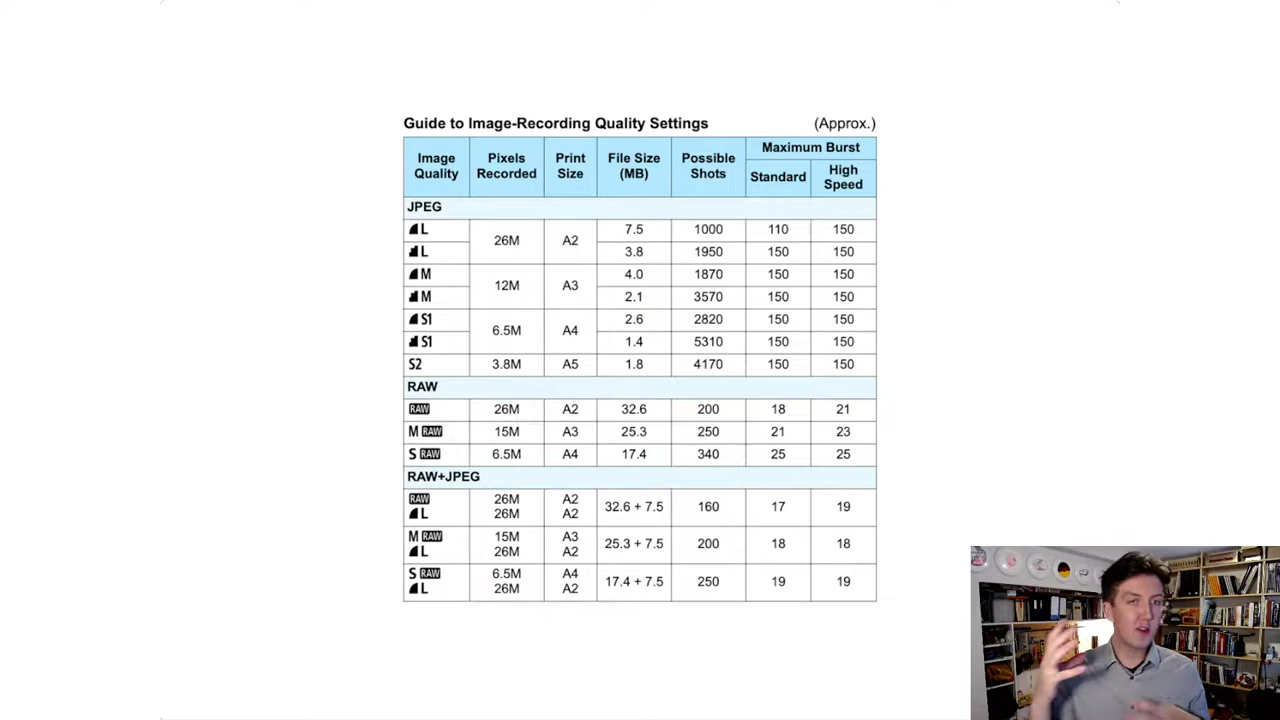 Guide to Image-Recording Quality Settings (Approx.)
Image Quality Pixels Recorded Print Size File Size (MB) Possible Shots Maximum Burst
Standard High Speed
JPEG
L 26M A2 7.5 1000 110 150
L 3.8 1950 150 150
M 12M A3 4.0 1870 150 150
M 2.1 3570 150 150
S1 6.5M A4 2.6 2820 150 150
S1 1.4 5310 150 150
S2 3.8M A5 1.8 4170 150 150
RAW
RAW 26M A2 32.6 200 18 21
M RAW 15M A3 25.3 250 21 23
S RAW 6.5M A4 17.4 340 25 25
RAW+JPEG
RAW 26M A2 32.6 + 7.5 160 17 19
L 26M A2
M RAW 15M A3 25.3 + 7.5 200 18 18
L 26M A2
S RAW 6.5M A4 17.4 + 7.5 250 19 19
L 26M A2